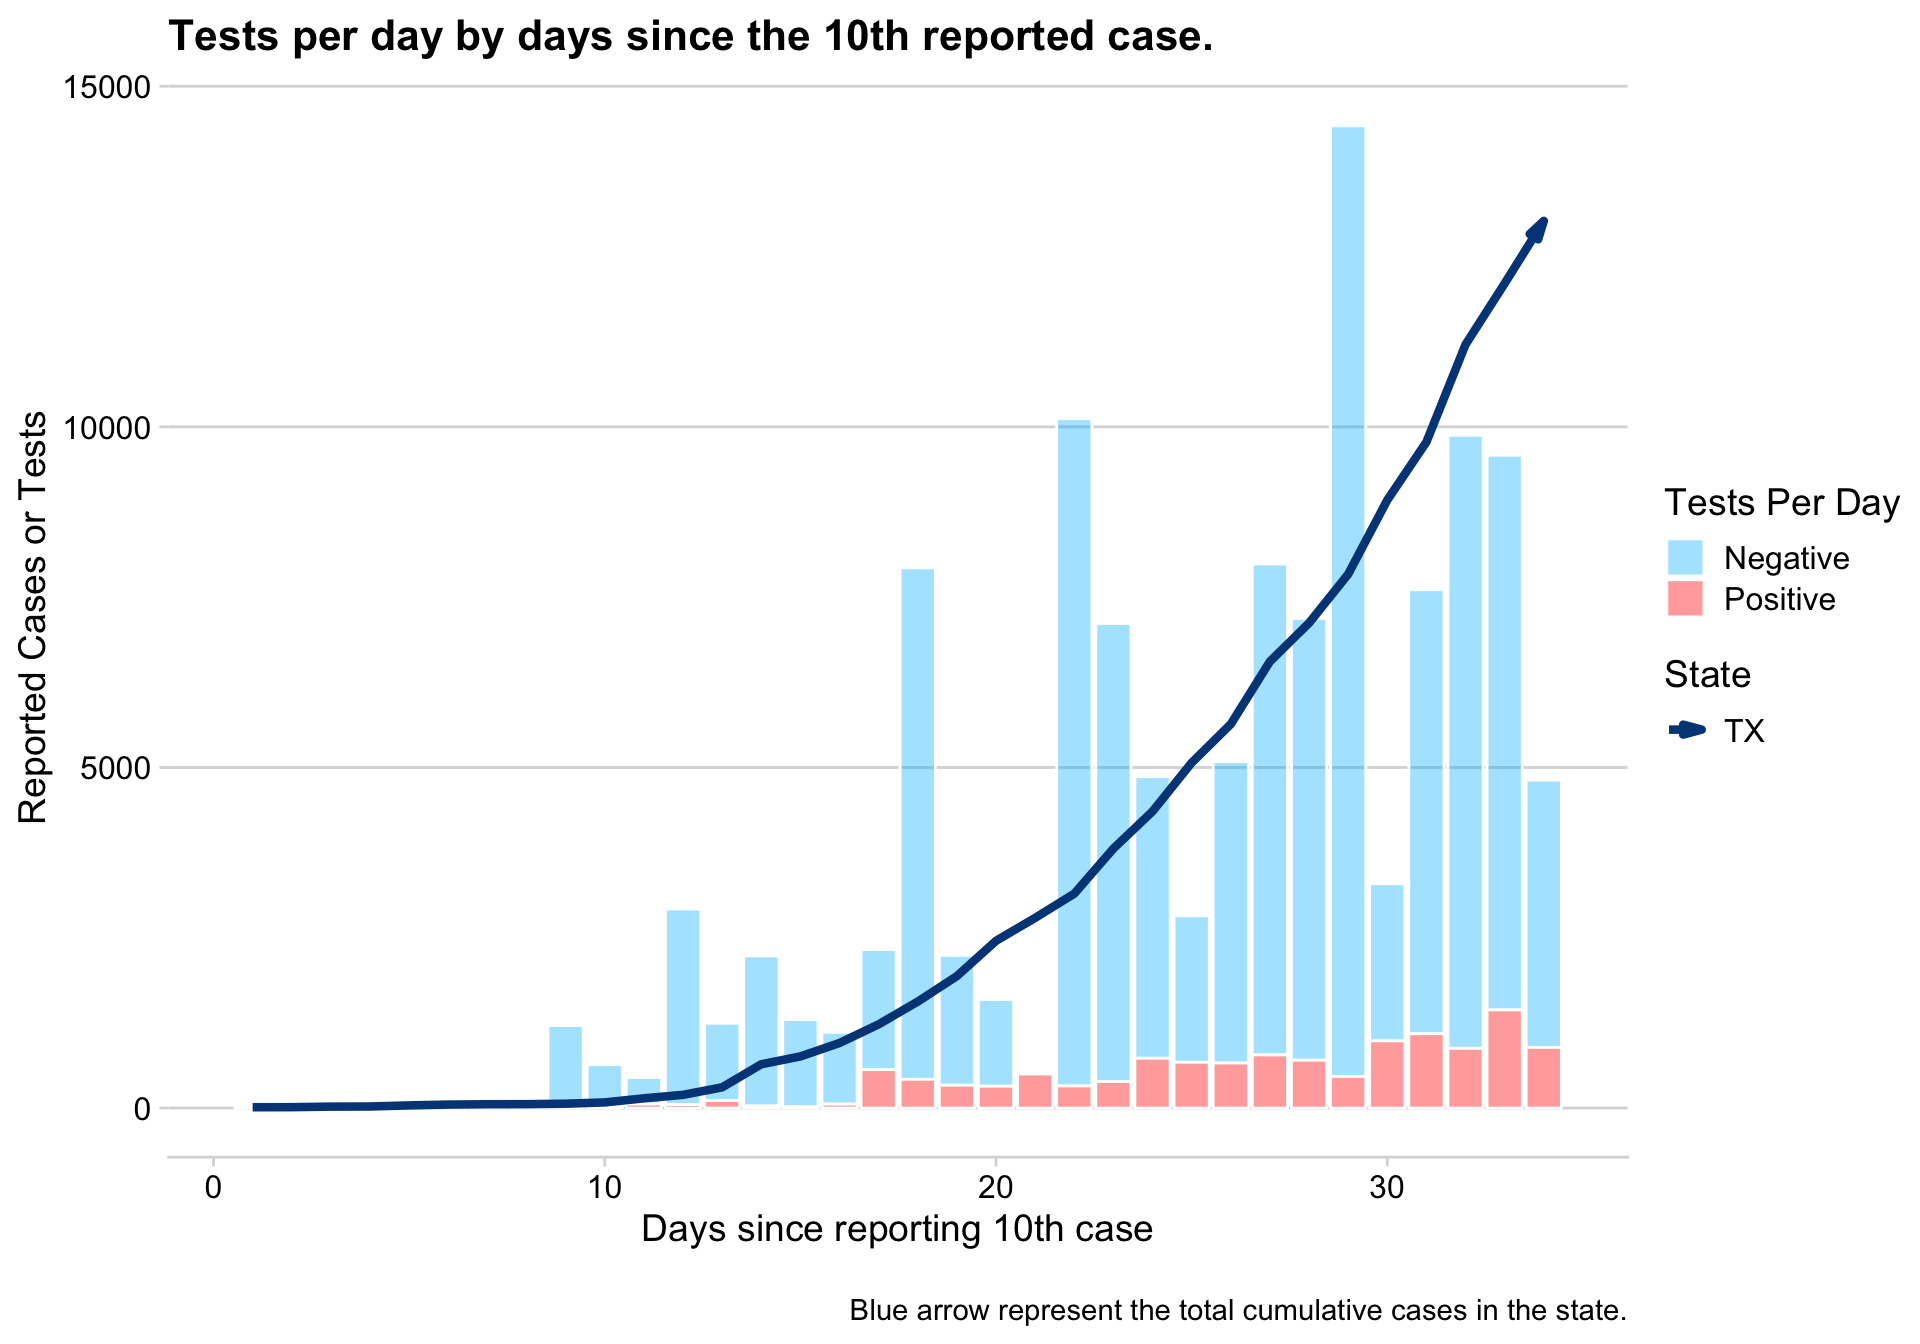 Tests per day by days since the 10th reported case.
15000
10000
5000
0
Reported Cases or Tests
0
10
20
30
Days since reporting 10th case
Tests Per Day
Negative
Positive
State
TX
Blue arrow represent the total cumulative cases in the state.